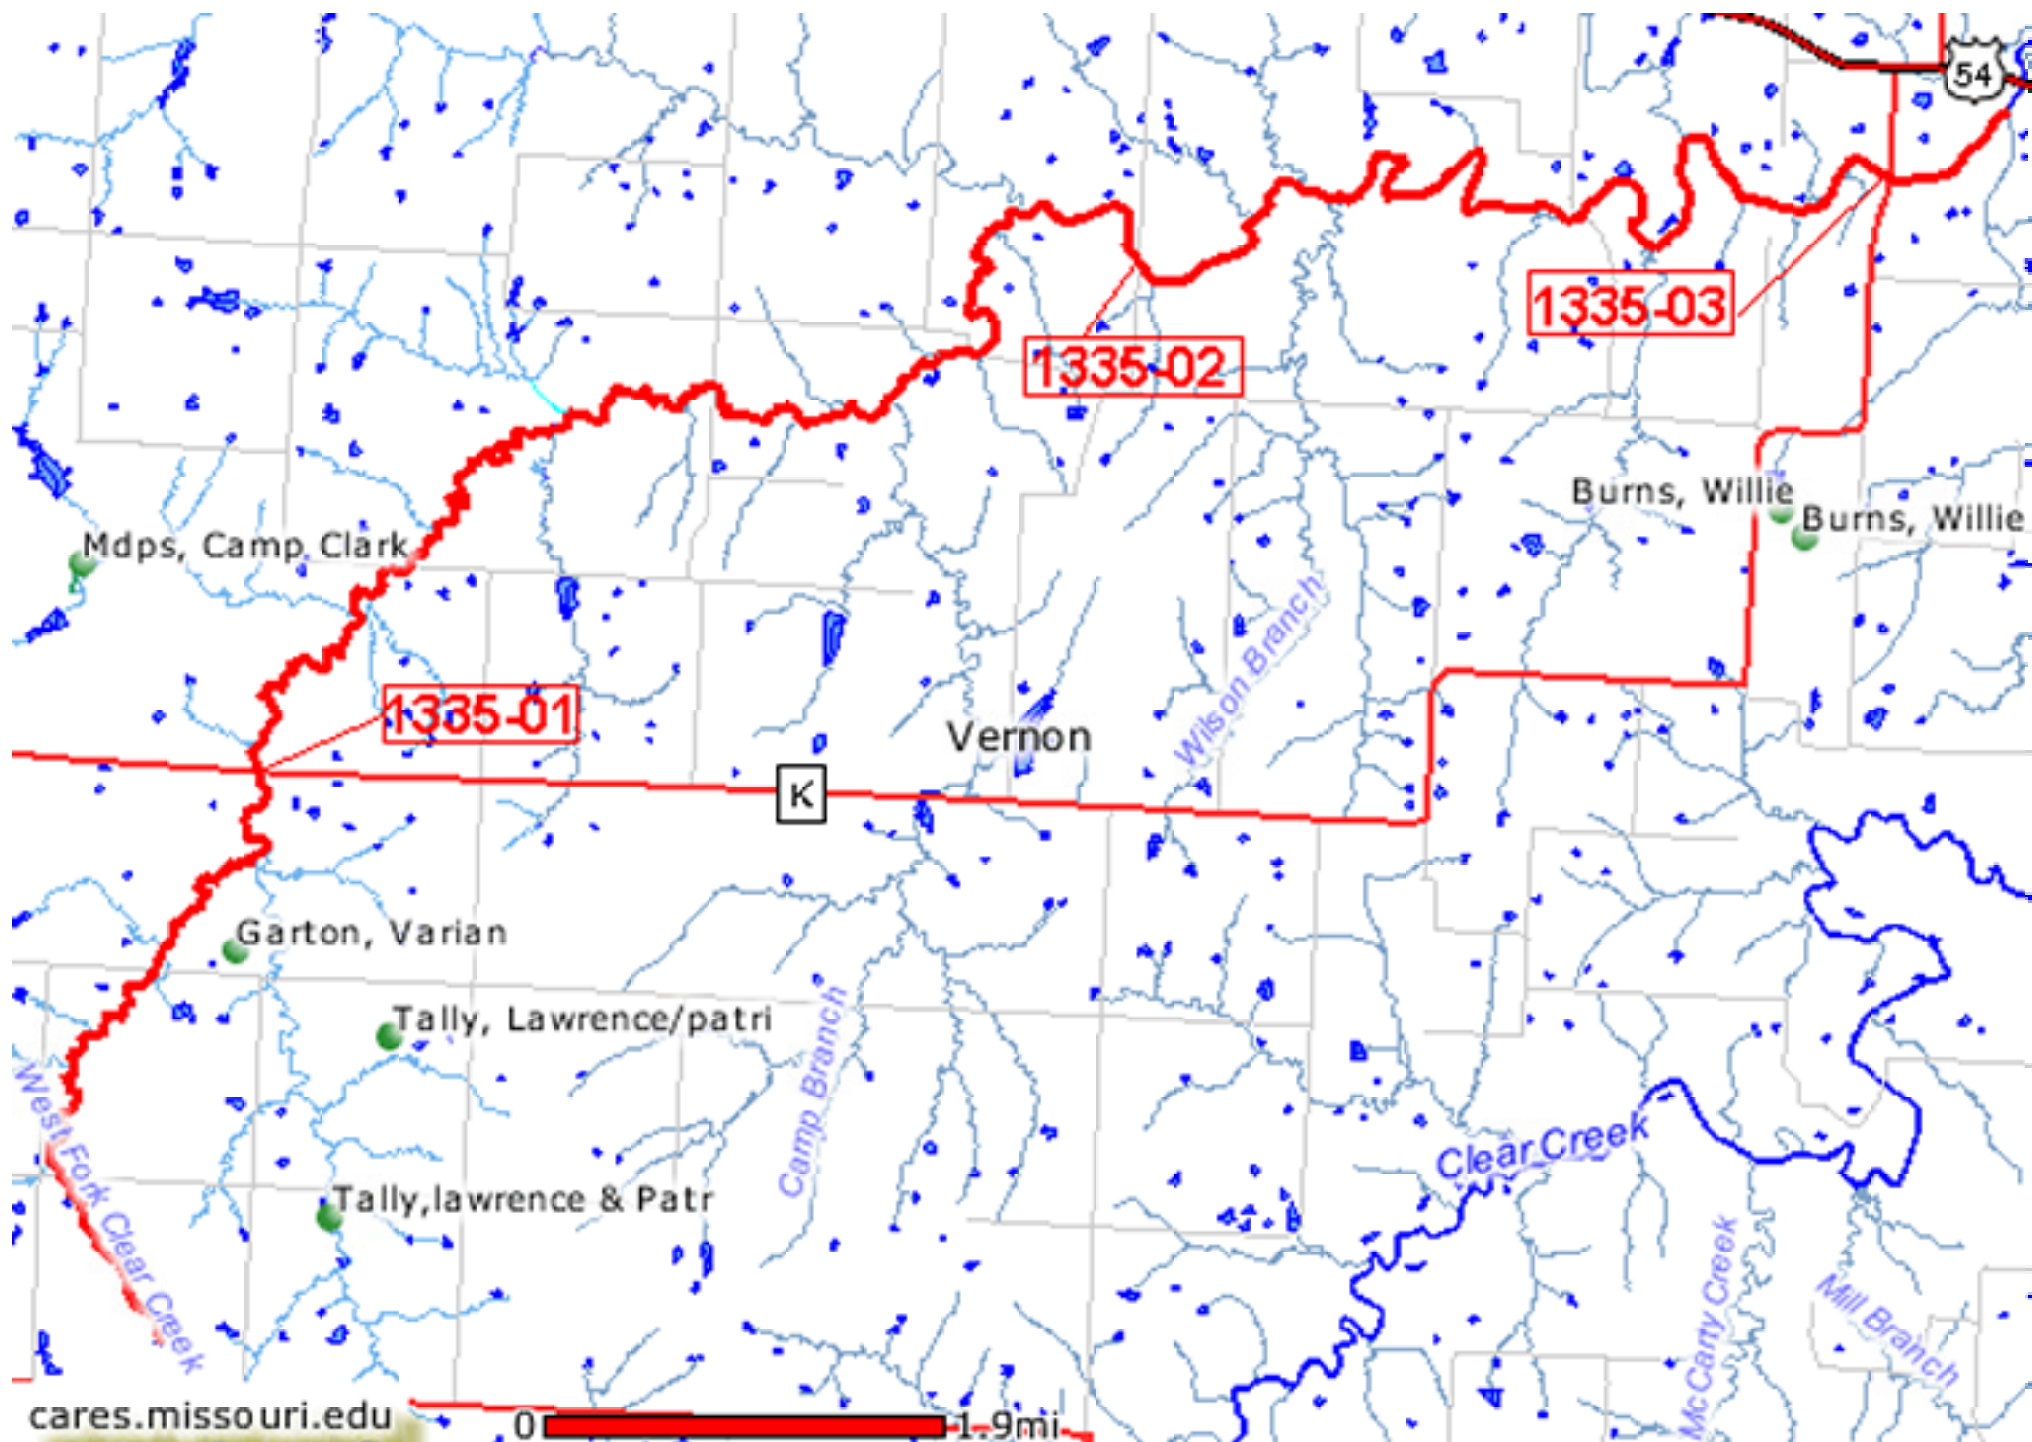 54
1335-03
1335-02
Burns, Willie
Burns, Willie
Mdps, Camp Clark
Wilson Branch
1335-01
Vernon
K
Garton, Varian
Tally, Lawrence/patri
Camp Branch
West Fork Clear Creek
Clear Creek
Tally,lawrence & Patr
McCarty Creek
Mill Branch
cares.missouri.edu
0 1.9mi